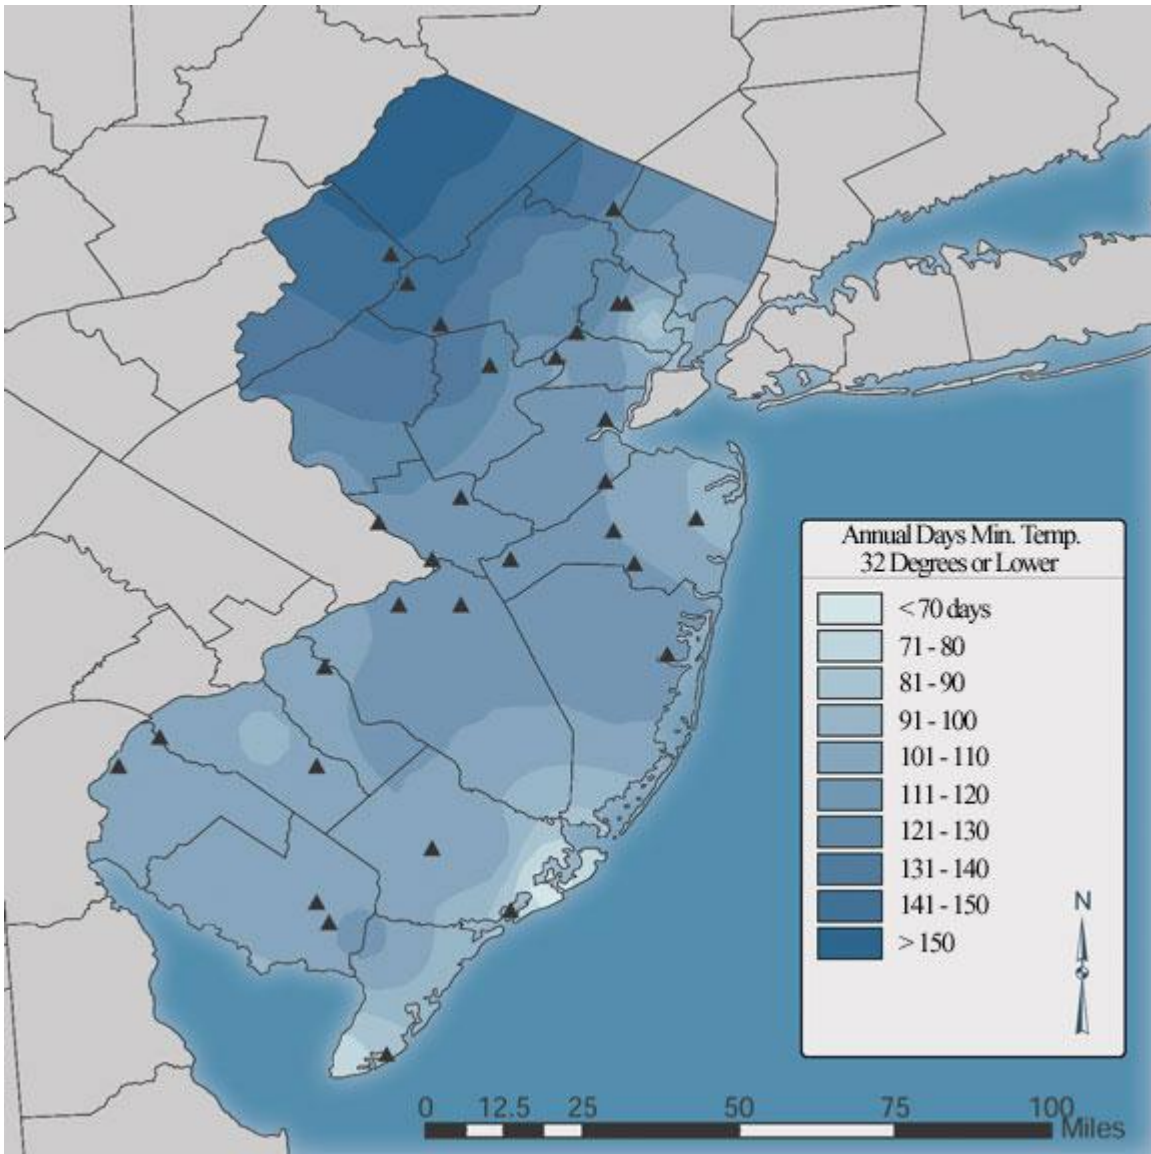 Annual Days Min. Temp.
32 Degrees or Lower
< 70 days
71 - 80
81 - 90
91 - 100
101 - 110
111 - 120
121 - 130
131 - 140
141 - 150
> 150
N
0 12.5 25 50 75 100
Miles